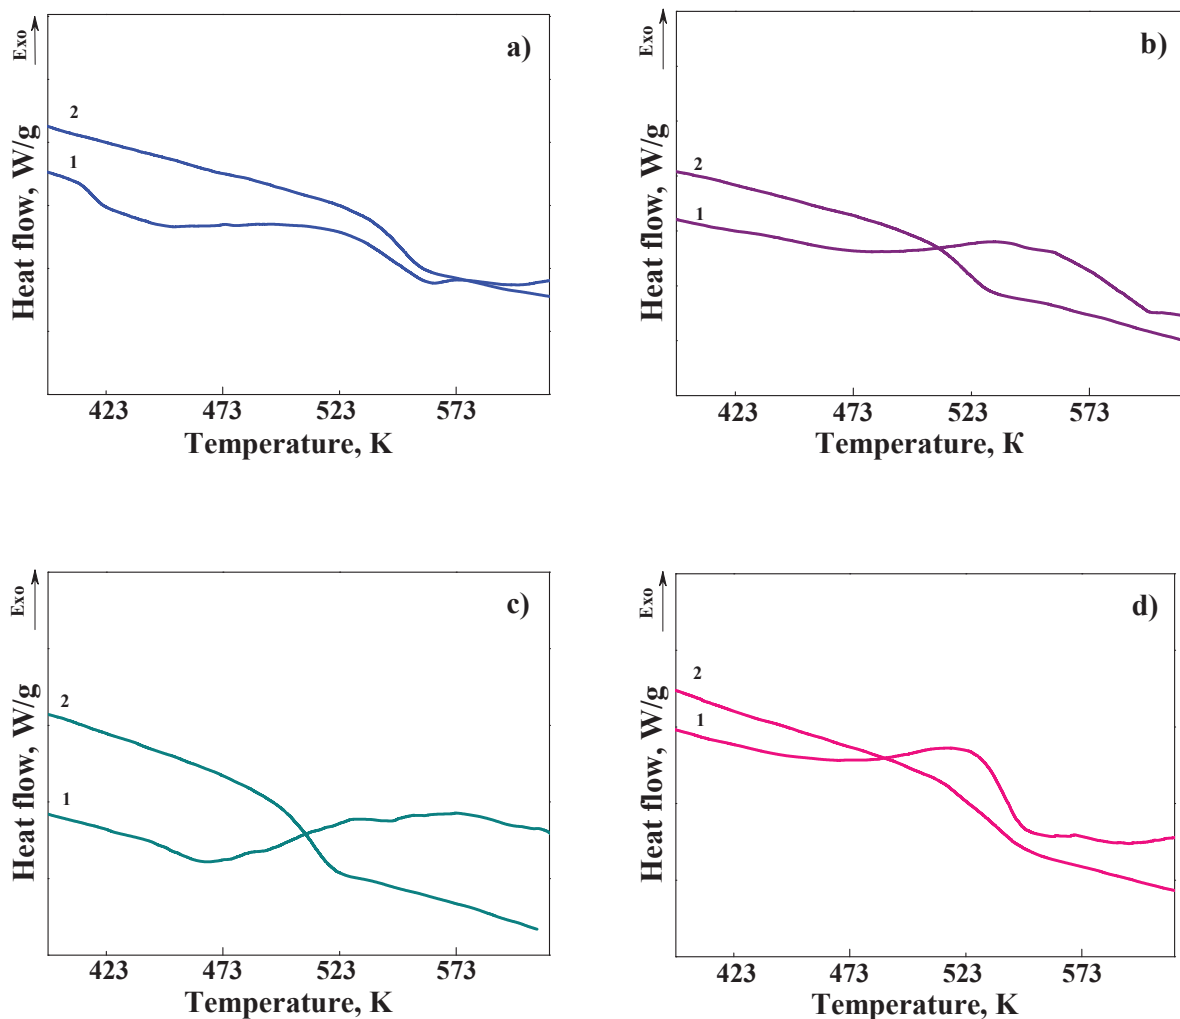 Exo
a)
2
1
Heat flow, W/g
423 473 523 573
Temperature, K
Exo
b)
2
1
Heat flow, W/g
423 473 523 573
Temperature, К
Exo
c)
2
1
Heat flow, W/g
423 473 523 573
Temperature, K
Exo
d)
2
1
Heat flow, W/g
423 473 523 573
Temperature, K